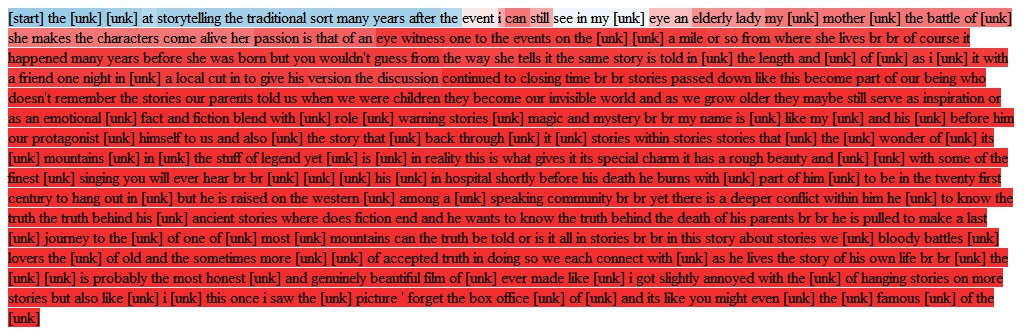 [start] the [unk] [unk] at storytelling the traditional sort many years after the event i can still see in my [unk] eye an elderly lady my [unk] mother [unk] the battle of [unk]
she makes the characters come alive her passion is that of an eye witness one to the events on the [unk] [unk] a mile or so from where she lives br br of course it
happened many years before she was born but you wouldn't guess from the way she tells it the same story is told in [unk] the length and [unk] of [unk] as i [unk] it with
a friend one night in [unk] a local cut in to give his version the discussion continued to closing time br br stories passed down like this become part of our being who
doesn't remember the stories our parents told us when we were children they become our invisible world and as we grow older they maybe still serve as inspiration or
as an emotional [unk] fact and fiction blend with [unk] role [unk] warning stories [unk] magic and mystery br br my name is [unk] like my [unk] and his [unk] before him
our protagonist [unk] himself to us and also [unk] the story that [unk] back through [unk] it [unk] stories within stories stories that [unk] the [unk] wonder of [unk] its
[unk] mountains [unk] in [unk] the stuff of legend yet [unk] is [unk] in reality this is what gives it its special charm it has a rough beauty and [unk] [unk] with some of the
finest [unk] singing you will ever hear br br [unk] [unk] [unk] his [unk] in hospital shortly before his death he burns with [unk] part of him [unk] to be in the twenty first
century to hang out in [unk] but he is raised on the western [unk] among a [unk] speaking community br br yet there is a deeper conflict within him he [unk] to know the
truth the truth behind his [unk] ancient stories where does fiction end and he wants to know the truth behind the death of his parents br br he is pulled to make a last
[unk] journey to the [unk] of one of [unk] most [unk] mountains can the truth be told or is it all in stories br br in this story about stories we [unk] bloody battles [unk]
lovers the [unk] of old and the sometimes more [unk] [unk] of accepted truth in doing so we each connect with [unk] as he lives the story of his own life br br [unk] the
[unk] [unk] is probably the most honest [unk] and genuinely beautiful film of [unk] ever made like [unk] i got slightly annoyed with the [unk] of hanging stories on more
stories but also like [unk] i [unk] this once i saw the [unk] picture ' forget the box office [unk] of [unk] and its like you might even [unk] the [unk] famous [unk] of the
[unk]